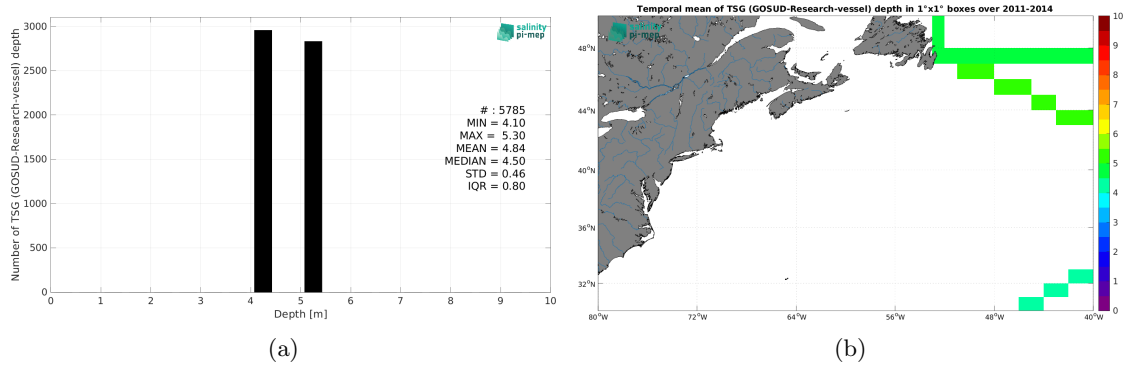 3000
2500
2000
1500
1000
500
0
Number of TSG (GOSUD-Research-vessel) depth
salinity
pi-mep
# : 5785
MIN = 4.10
MAX = 5.30
MEAN = 4.84
MEDIAN = 4.50
STD = 0.46
IQR = 0.80
0 1 2 3 4 5 6 7 8 9 10
Depth [m]
(a)
Temporal mean of TSG (GOSUD-Research-vessel) depth in 1°x1° boxes over 2011-2014
salinity
pi-mep
48°N
44°N
40°N
36°N
32°N
80°W 72°W 64°W 56°W 48°W 40°W
10
9
8
7
6
5
4
3
2
1
0
(b)